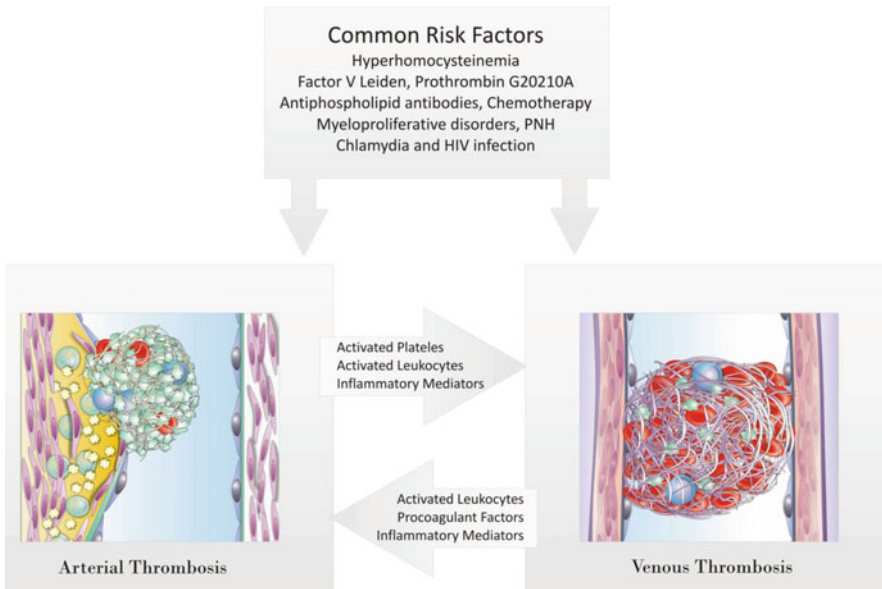 Common Risk Factors
Hyperhomocysteinemia
Factor V Leiden, Prothrombin G20210A
Antiphospholipid antibodies, Chemotherapy
Myeloproliferative disorders, PNH
Chlamydia and HIV infection
Activated Plateles
Activated Leukocytes
Inflammatory Mediators
Activated Leukocytes
Procoagulant Factors
Inflammatory Mediators
Arterial Thrombosis
Venous Thrombosis